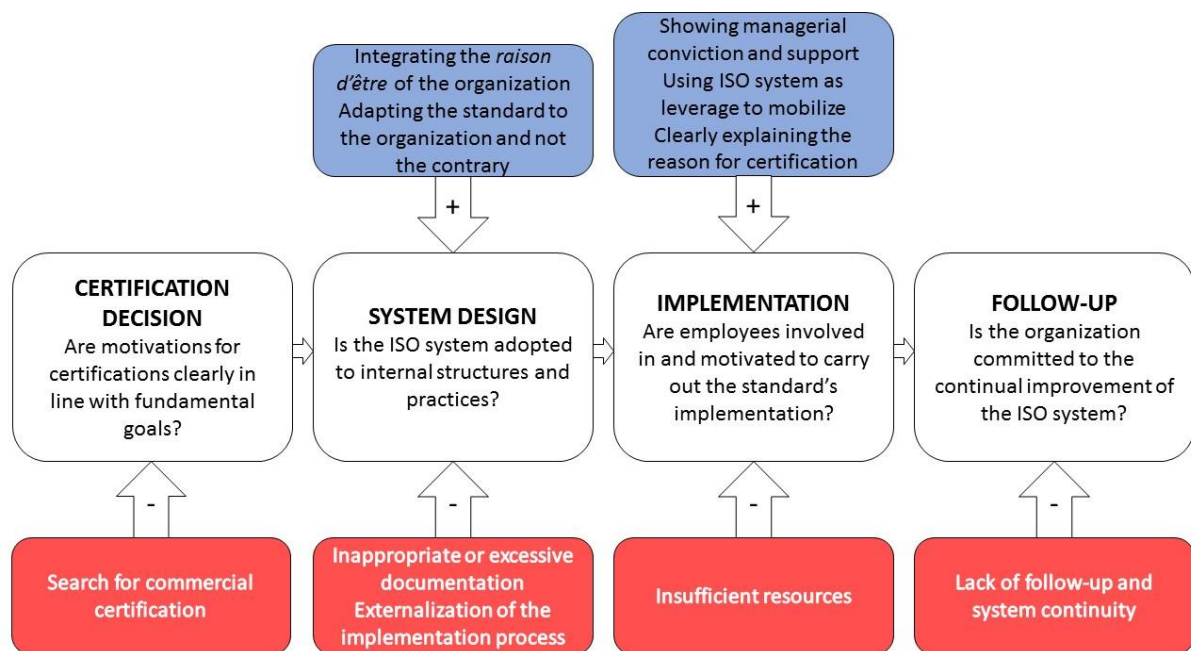 Integrating the raison
d'être of the organization
Adapting the standard to
the organization and not
the contrary
Showing managerial
conviction and support
Using ISO system as
leverage to mobilize
Clearly explaining the
reason for certification
+
+
CERTIFICATION
DECISION
Are motivations for
certifications clearly in
line with fundamental
goals?
SYSTEM DESIGN
Is the ISO system adopted
to internal structures and
practices?
IMPLEMENTATION
Are employees involved
in and motivated to carry
out the standard's
implementation?
FOLLOW-UP
Is the organization
committed to the
continual improvement of
the ISO system?
-
-
-
-
Search for commercial
certification
Inappropriate or excessive
documentation
Externalization of the
implementation process
Insufficient resources
Lack of follow-up and
system continuity